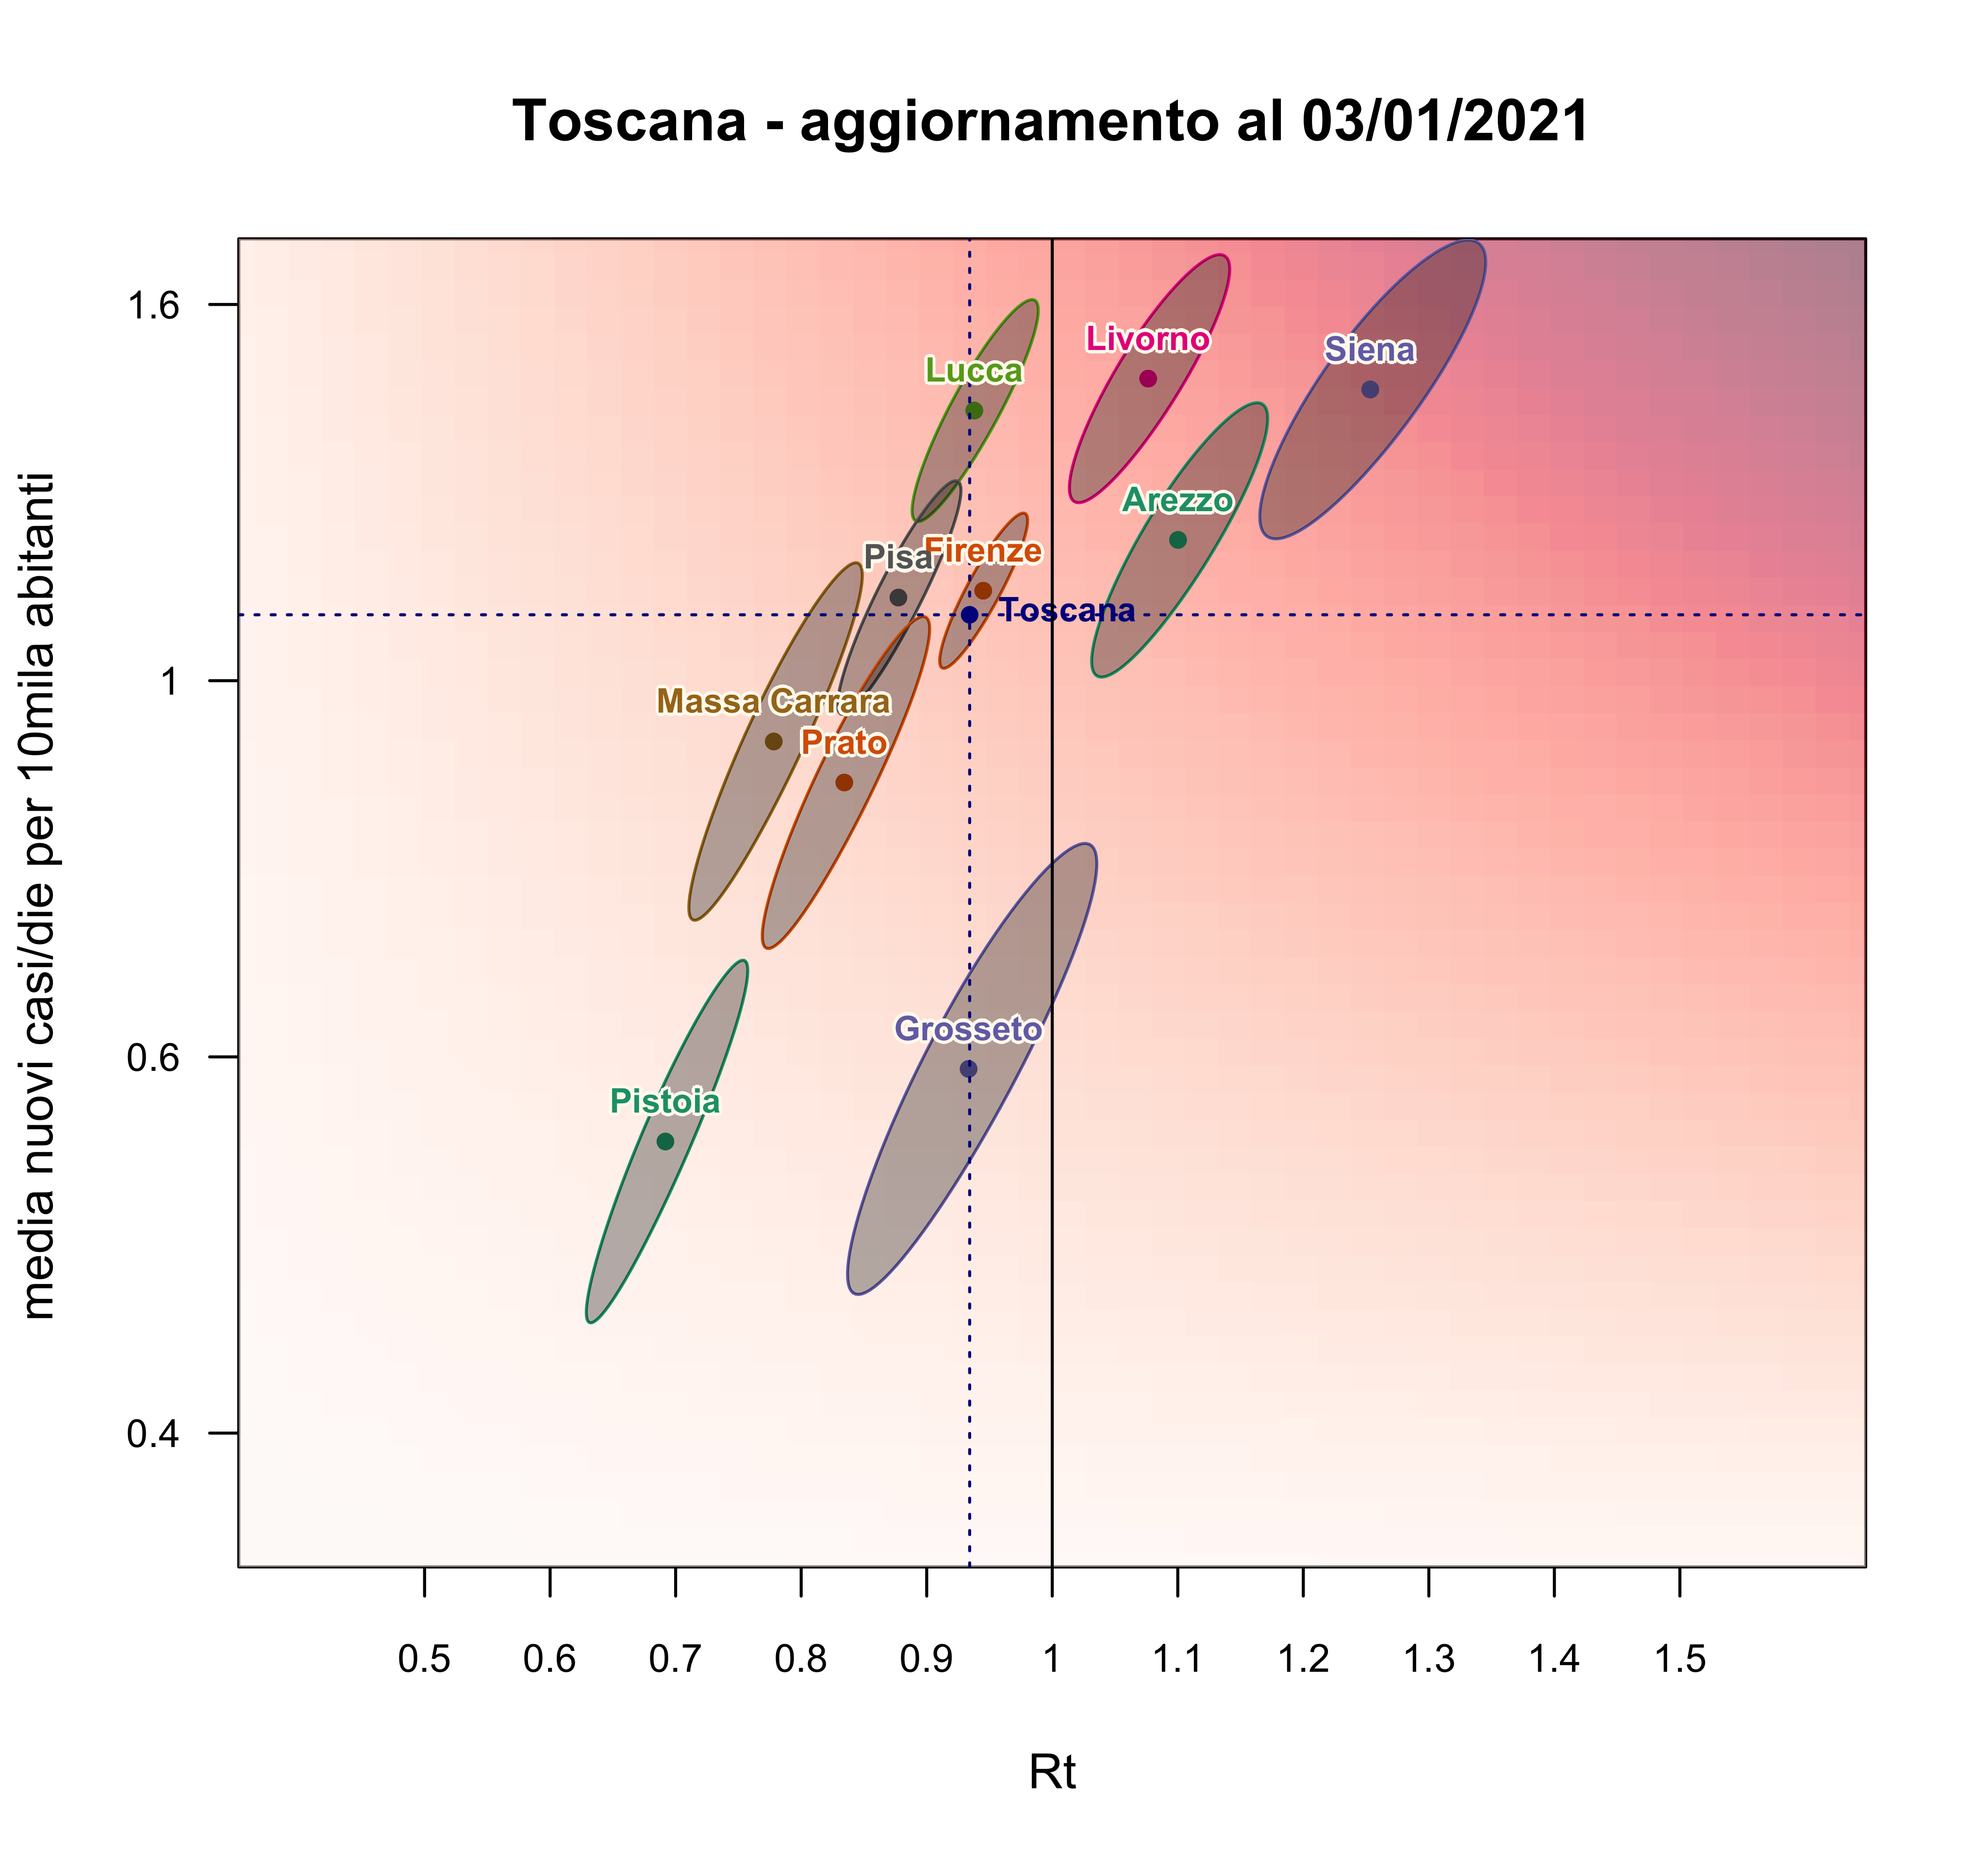 Toscana - aggiornamento al 03/01/2021
media nuovi casi/die per 10mila abitanti
1.6
1
0.6
0.4
Livorno
Siena
Lucca
Arezzo
Firenze
Pisa
Toscana
Massa Carrara
Prato
Grosseto
Pistoia
0.5 0.6 0.7 0.8 0.9 1 1.1 1.2 1.3 1.4 1.5
Rt